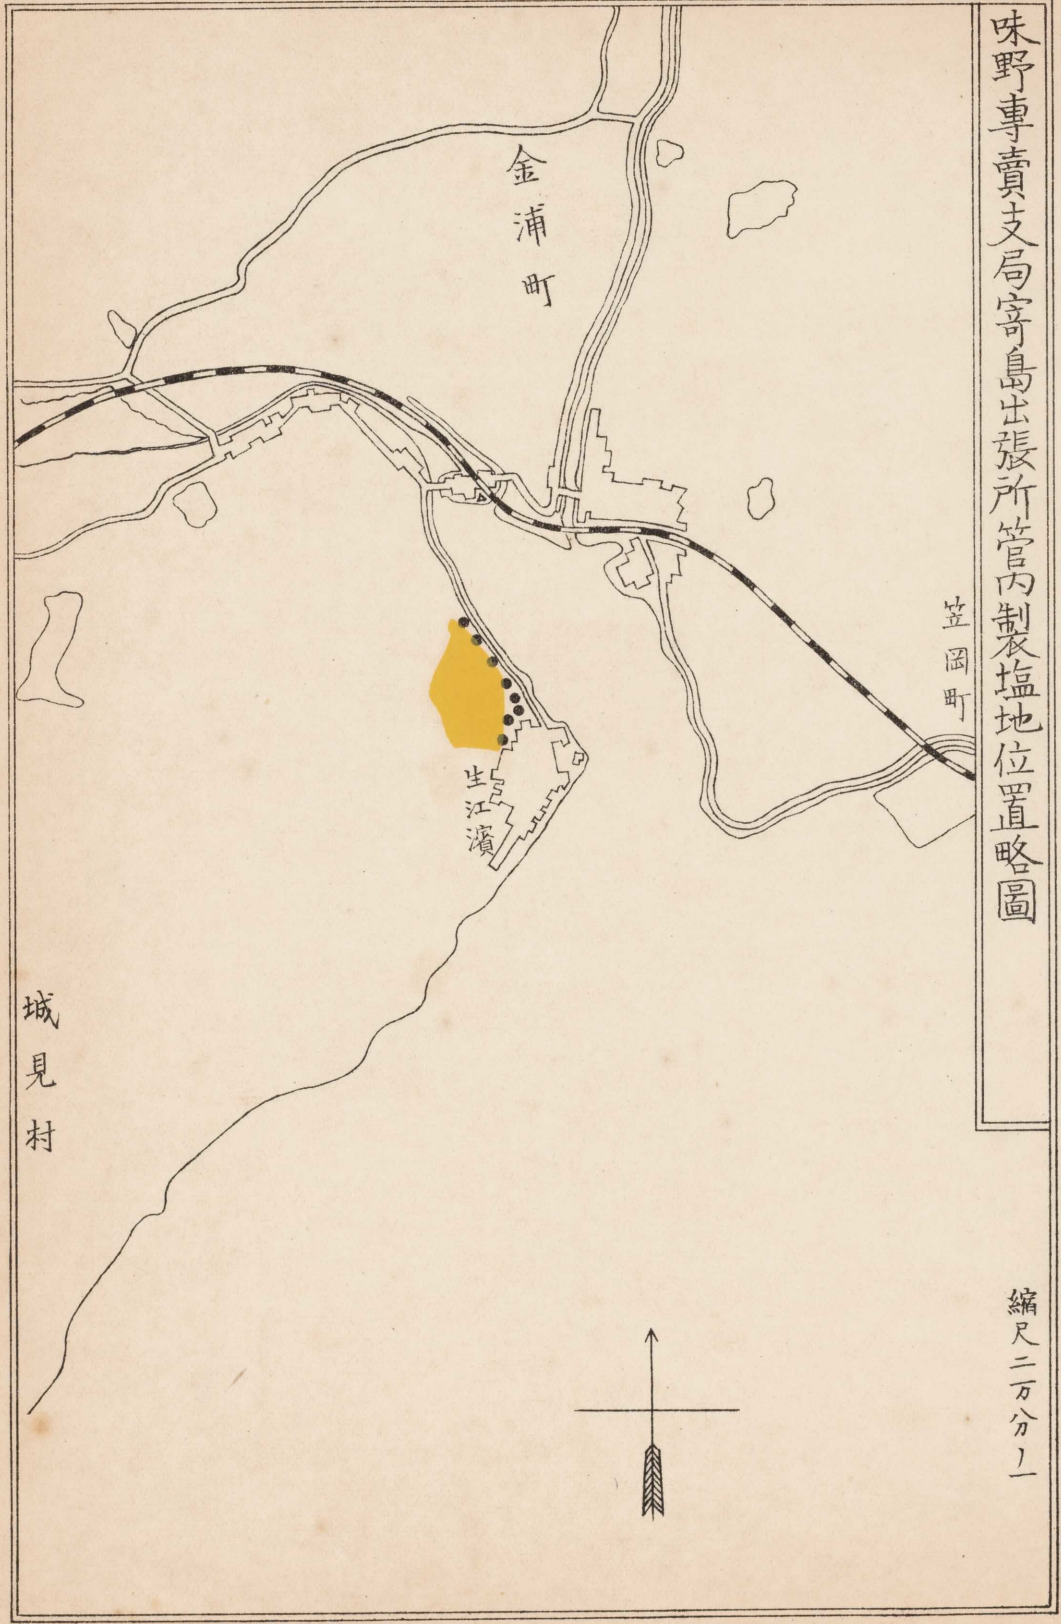 味野專賣支局寄島出張所管內製塩地位置略圖
金浦町
笠岡町
生江濱
城見村
縮尺二万分ノ一